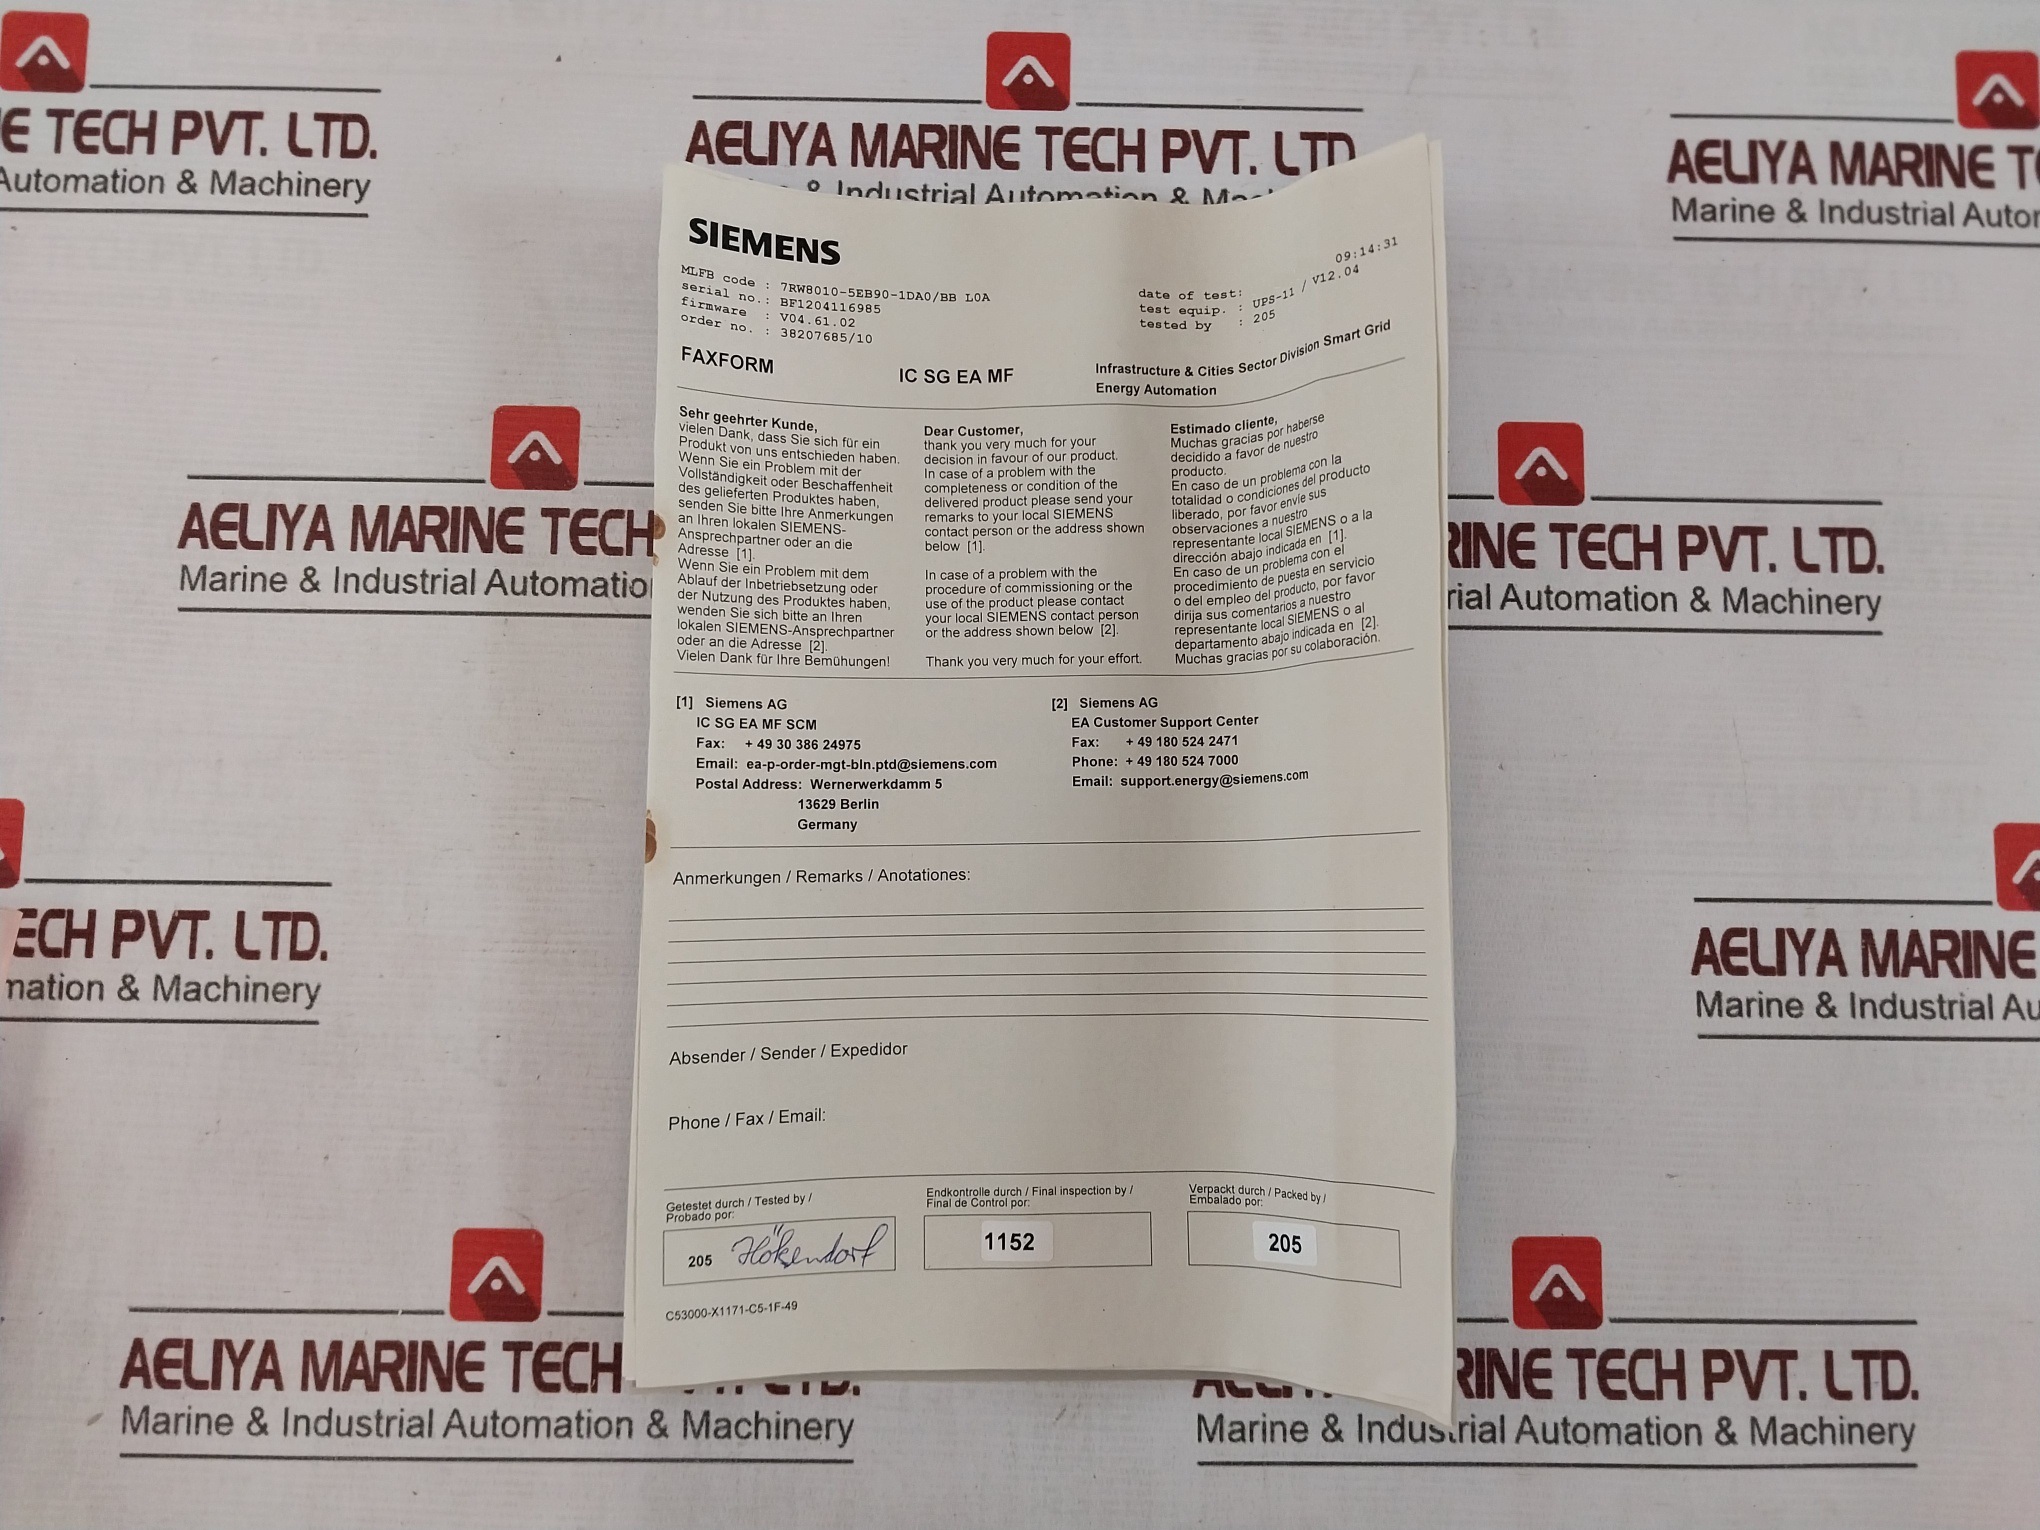 E TECH PVT. LTD.
Automation & Machinery
AELIYA MARINE TECH PVT. LTD.
& Industrial Automation &
AELIYA MARINE
Marine & Industrial
SIEMENS
MLFB code : 7RW8010-5EB90-1DA0/BB L0A
serial no.: BF1204116985
firmware : V04.61.02
order no. : 38207685/10
09:14:31
date of test:
test equip. : UPS-11 / V12.04
tested by : 205
FAXFORM
IC SG EA MF
Infrastructure & Cities Sector Division Smart Grid
Energy Automation
Sehr geehrter Kunde,
vielen Dank, dass Sie sich für ein
Produkt von uns entschieden haben.
Wenn Sie ein Problem mit der
Vollständigkeit oder Beschaffenheit
des gelieferten Produktes haben,
senden Sie bitte Ihre Anmerkungen
an Ihren lokalen SIEMENS-
Ansprechpartner oder an die
Adresse [1].
Wenn Sie ein Problem mit dem
Ablauf der Inbetriebsetzung oder
der Nutzung des Produktes haben,
wenden Sie sich bitte an Ihren
lokalen SIEMENS-Ansprechpartner
oder an die Adresse [2].
Vielen Dank für Ihre Bemühungen!
Dear Customer,
thank you very much for your
decision in favour of our product.
In case of a problem with the
completeness or condition of the
delivered product please send your
remarks to your local SIEMENS
contact person or the address shown
below [1].
In case of a problem with the
procedure of commissioning or the
use of the product please contact
your local SIEMENS contact person
or the address shown below [2].
Thank you very much for your effort.
Estimado cliente,
Muchas gracias por haberse
decidido a favor de nuestro
producto.
En caso de un problema con la
totalidad o condiciones del producto
liberado, por favor envie sus
observaciones a nuestro
representante local SIEMENS o a la
dirección abajo indicada en [1].
En caso de un problema con el
procedimiento de puesta en servicio
o del empleo del producto, por favor
dirija sus comentarios a nuestro
representante local SIEMENS o al
departamento abajo indicada en [2].
Muchas gracias por su colaboración.
[1] Siemens AG
IC SG EA MF SCM
Fax: + 49 30 386 24975
Email: ea-p-order-mgt-bln.ptd@siemens.com
Postal Address: Wernerwerkdamm 5
13629 Berlin
Germany
[2] Siemens AG
EA Customer Support Center
Fax: + 49 180 524 2471
Phone: + 49 180 524 7000
Email: support.energy@siemens.com
Anmerkungen / Remarks / Anotationes:
Absender / Sender / Expedidor
Phone / Fax / Email:
Getestet durch / Tested by /
Probado por:
205 Hökendorf
Endkontrolle durch / Final inspection by /
Final de Control por:
1152
Verpackt durch / Packed by /
Embalado por:
205
C53000-X1171-C5-1F-49
AELIYA MARINE TECH
Marine & Industrial Automatio
RINE TECH PVT. LTD.
rial Automation & Machinery
ECH PVT. LTD.
mation & Machinery
AELIYA MARINE
Marine & Industrial Au
AELIYA MARINE TECH
Marine & Industrial Automation & Machinery
RINE TECH PVT. LTD.
Marine & Industrial Automation & Machinery